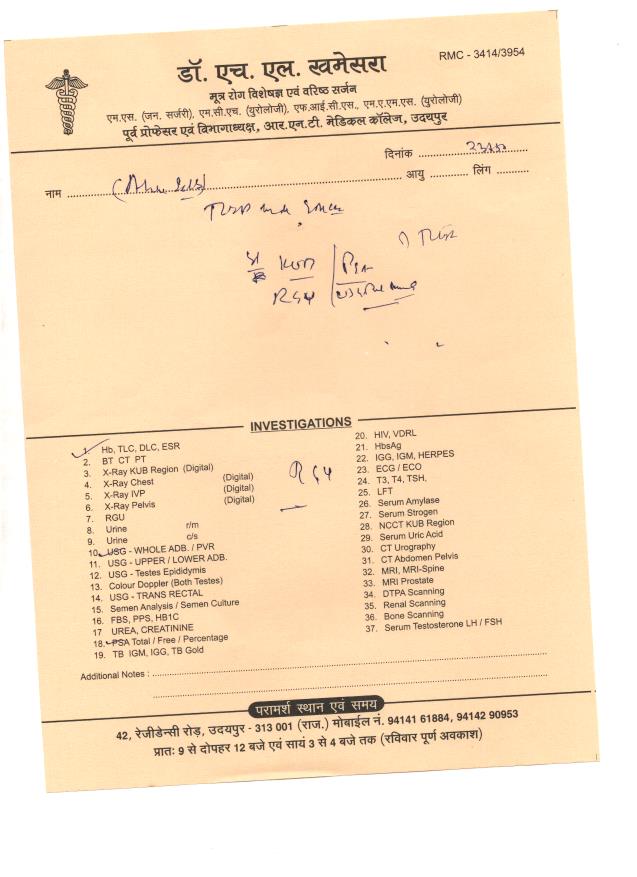 RMC - 3414/3954
डॉ. एच. एल. खमेसरा
मूत्र रोग विशेषज्ञ एवं वरिष्ठ सर्जन
एम.एस. (जन. सर्जरी), एम.सी.एच. (यूरोलोजी), एफ.आई.सी.एस., एम.ए.एम.एस. (यूरोलोजी)
पूर्व प्रोफेसर एवं विभागाध्यक्ष, आर.एन.टी. मेडिकल कॉलेज, उदयपुर
दिनांक
नाम आयु लिंग
KUB PSA
RGU
INVESTIGATIONS
1. Hb, TLC, DLC, ESR
2. BT CT PT
3. X-Ray KUB Region (Digital)
4. X-Ray Chest (Digital)
5. X-Ray IVP (Digital)
6. X-Ray Pelvis (Digital)
7. RGU
8. Urine r/m
9. Urine c/s
10. USG - WHOLE ADB. / PVR
11. USG - UPPER / LOWER ADB.
12. USG - Testes Epididymis
13. Colour Doppler (Both Testes)
14. USG - TRANS RECTAL
15. Semen Analysis / Semen Culture
16. FBS, PPS, HB1C
17 UREA, CREATININE
18. PSA Total / Free / Percentage
19. TB IGM, IGG, TB Gold
RGU
20. HIV, VDRL
21. HbsAg
22. IGG, IGM, HERPES
23. ECG / ECO
24. T3, T4, TSH,
25. LFT
26. Serum Amylase
27. Serum Strogen
28. NCCT KUB Region
29. Serum Uric Acid
30. CT Urography
31. CT Abdomen Pelvis
32. MRI, MRI-Spine
33. MRI Prostate
34. DTPA Scanning
35. Renal Scanning
36. Bone Scanning
37. Serum Testosterone LH / FSH
Additional Notes :
परामर्श स्थान एवं समय
42, रेजीडेन्सी रोड़, उदयपुर - 313 001 (राज.) मोबाईल नं. 94141 61884, 94142 90953
प्रातः 9 से दोपहर 12 बजे एवं सायं 3 से 4 बजे तक (रविवार पूर्ण अवकाश)